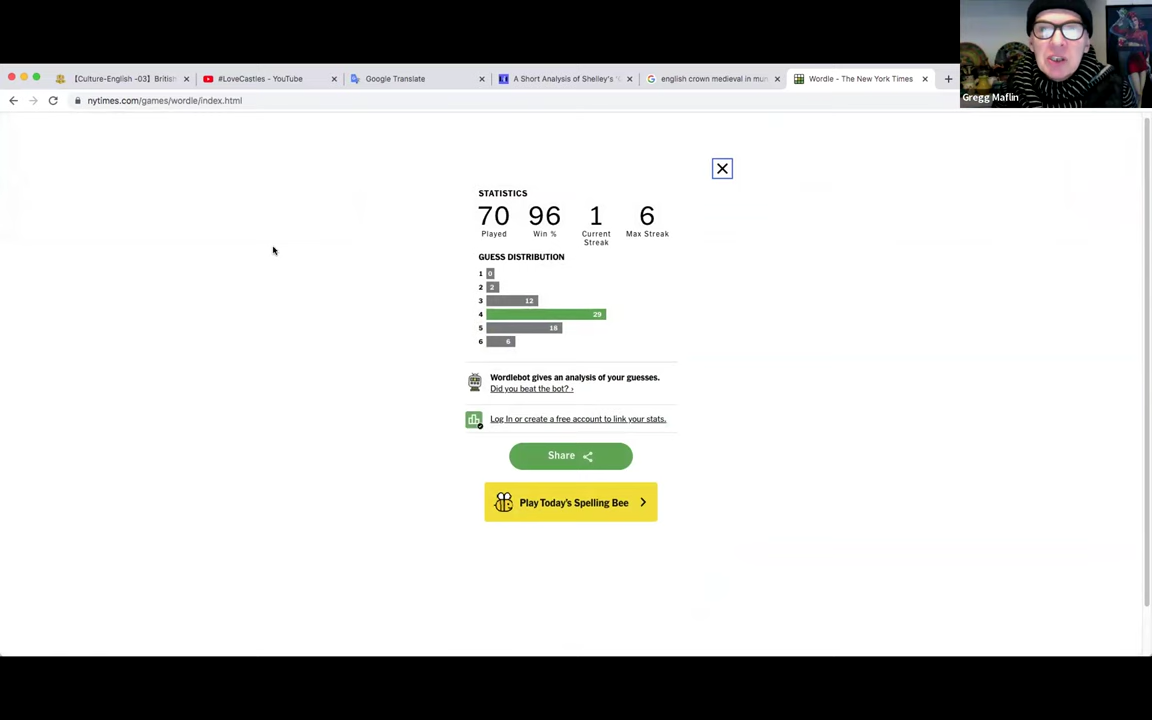 【Culture-English -03】Britis
#LoveCastles - YouTube
Google Translate
A Short Analysis of Shelley's '
english crown medieval in mus
Wordle - The New York Times
nytimes.com/games/wordle/index.html
Gregg Maflin
STATISTICS
70 96 1 6
Played Win % Current Streak Max Streak
GUESS DISTRIBUTION
1 0
2 2
3 12
4 29
5 18
6 6
Wordlebot gives an analysis of your guesses.
Did you beat the bot? ›
Log In or create a free account to link your stats.
Share
Play Today's Spelling Bee